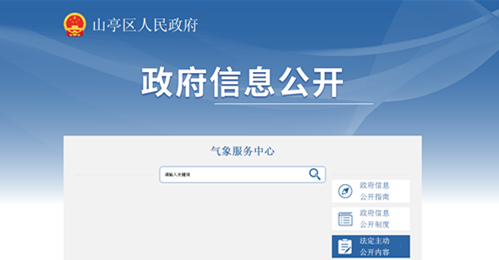 山亭区人民政府
政府信息公开
气象服务中心
请输入关键词
政府信息
公开指南
政府信息
公开制度
法定主动
公开内容